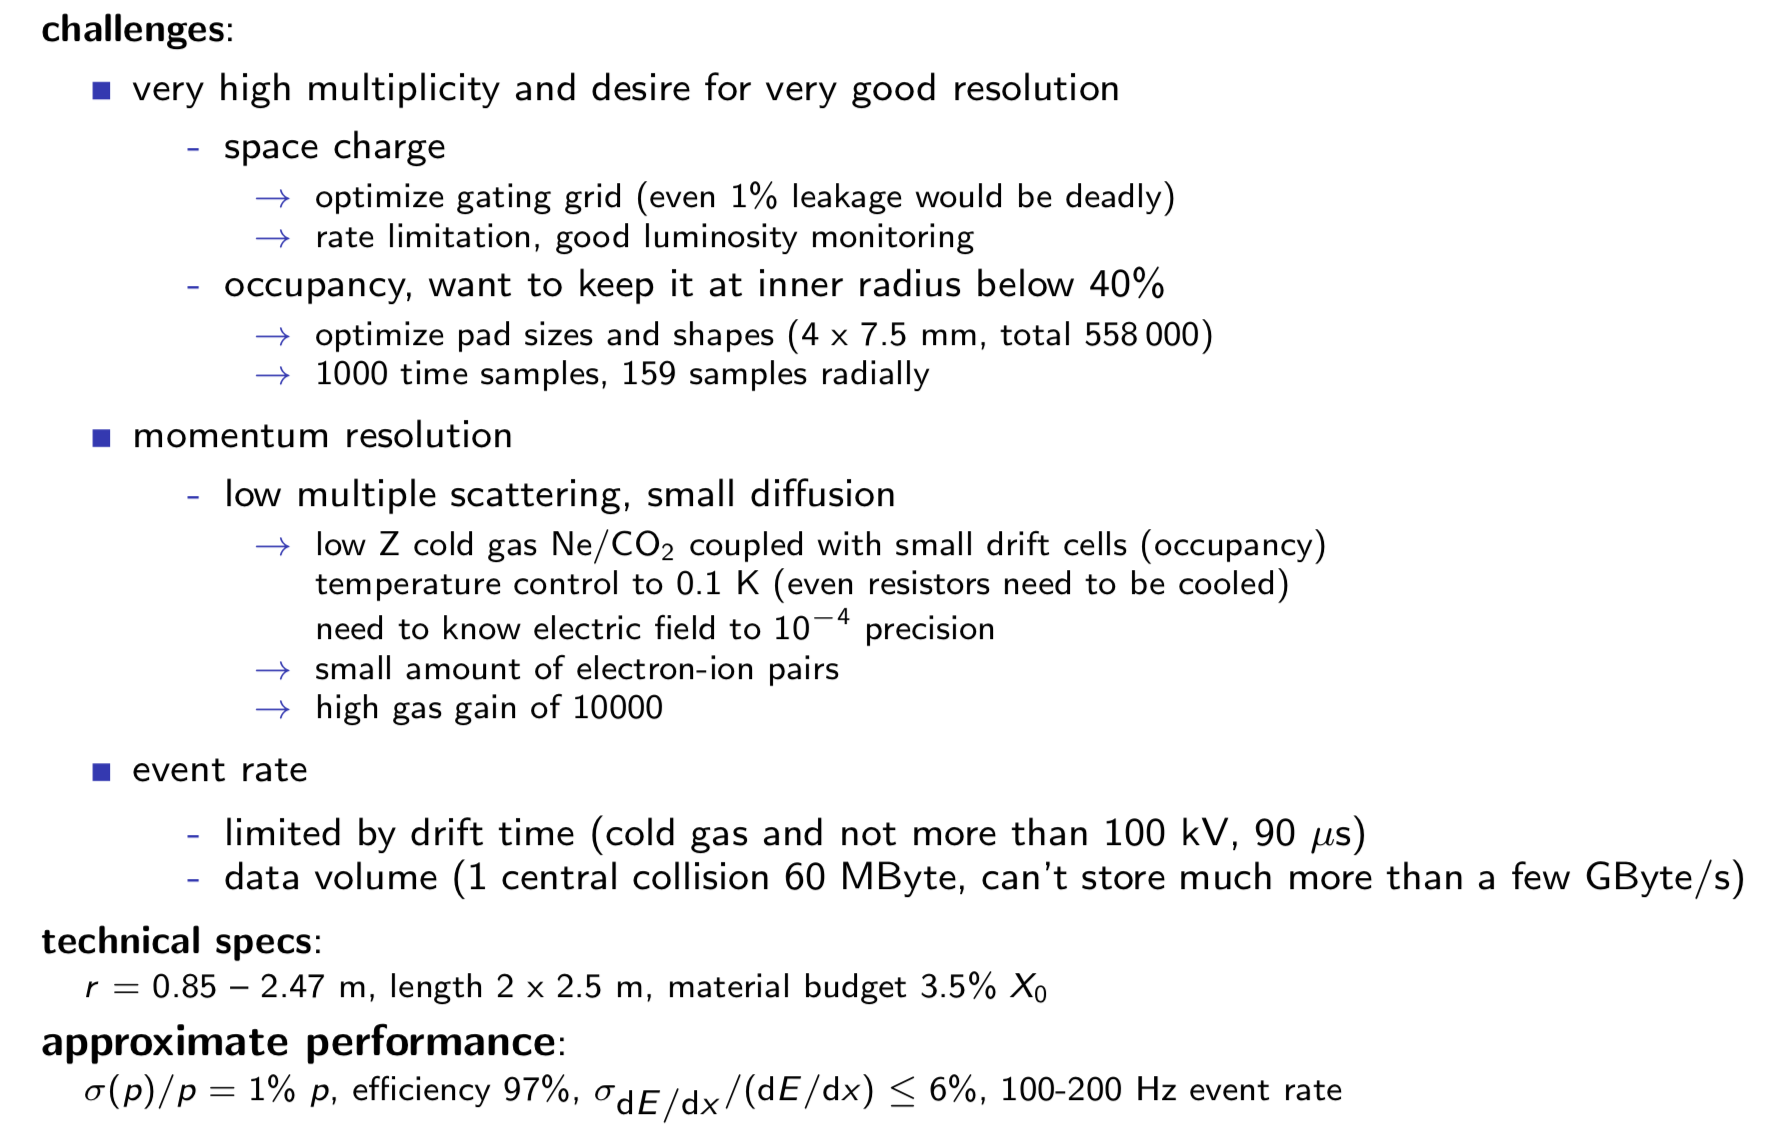 challenges:
■ very high multiplicity and desire for very good resolution
- space charge
→ optimize gating grid (even 1% leakage would be deadly)
→ rate limitation, good luminosity monitoring
- occupancy, want to keep it at inner radius below 40%
→ optimize pad sizes and shapes (4 x 7.5 mm, total 558 000)
→ 1000 time samples, 159 samples radially
■ momentum resolution
- low multiple scattering, small diffusion
→ low Z cold gas Ne/CO₂ coupled with small drift cells (occupancy)
temperature control to 0.1 K (even resistors need to be cooled)
need to know electric field to 10⁻⁴ precision
→ small amount of electron-ion pairs
→ high gas gain of 10000
■ event rate
- limited by drift time (cold gas and not more than 100 kV, 90 μs)
- data volume (1 central collision 60 MByte, can't store much more than a few GByte/s)
technical specs:
r = 0.85 – 2.47 m, length 2 x 2.5 m, material budget 3.5% X₀
approximate performance:
σ(p)/p = 1% p, efficiency 97%, σ_dE/dx/(dE/dx) ≤ 6%, 100-200 Hz event rate